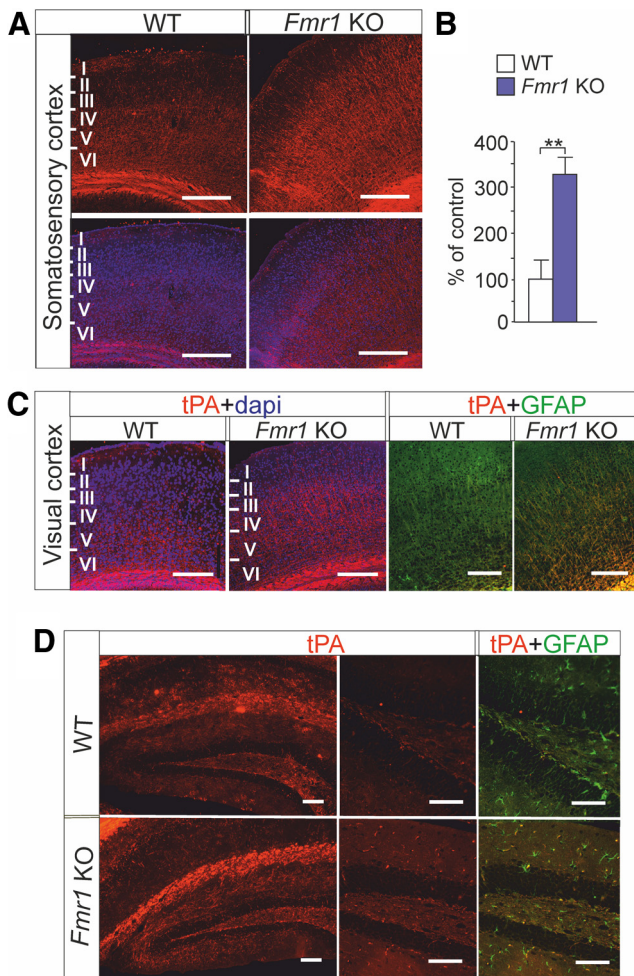 A
WT
Fmr1 KO
Somatosensory cortex
I
II
III
IV
V
VI
I
II
III
IV
V
VI
B
WT
Fmr1 KO
**
400
300
200
100
0
% of control
C
tPA+dapi
tPA+GFAP
WT
Fmr1 KO
WT
Fmr1 KO
Visual cortex
I
II
III
IV
V
VI
I
II
III
IV
V
VI
D
tPA
tPA+GFAP
WT
Fmr1 KO